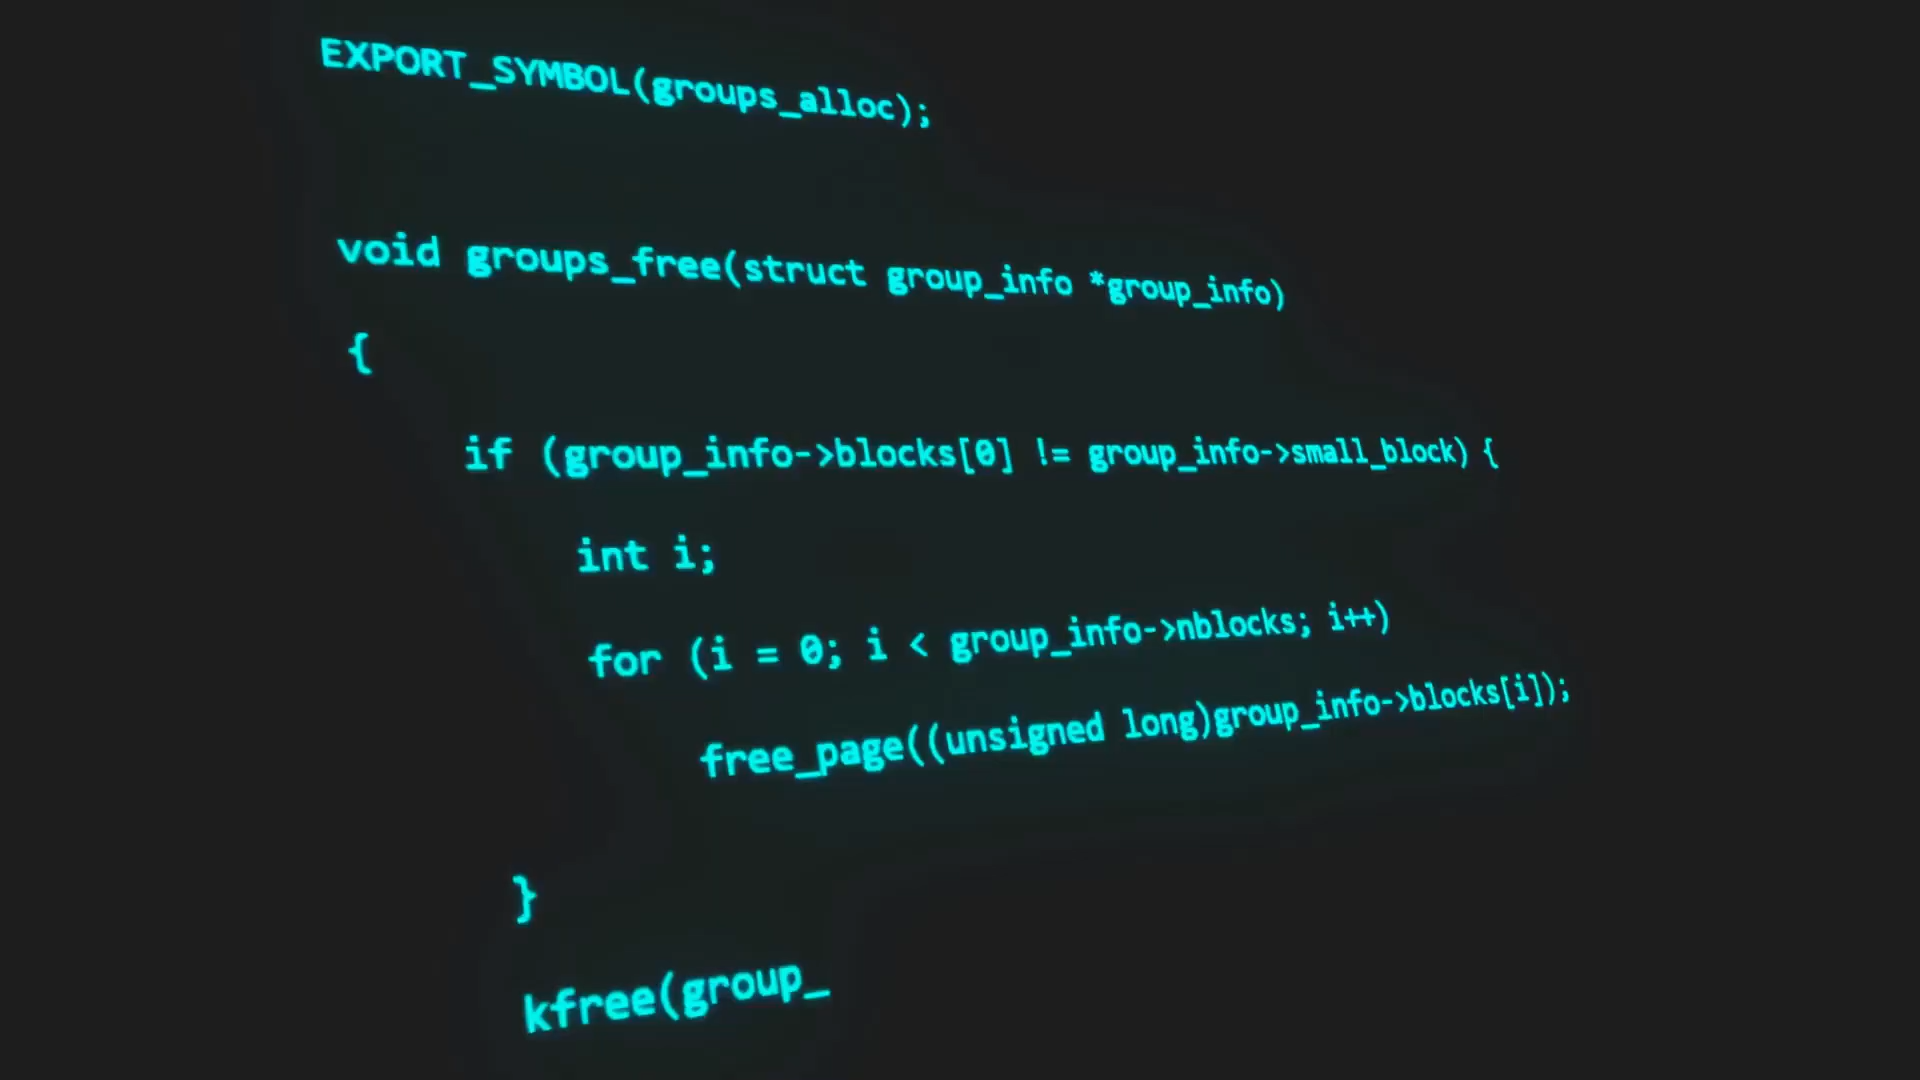 EXPORT_SYMBOL(groups_alloc);
void groups_free(struct group_info *group_info)
{
if (group_info->blocks[0] != group_info->small_block) {
int i;
for (i = 0; i < group_info->nblocks; i++)
free_page((unsigned long)group_info->blocks[i]);
}
kfree(group_